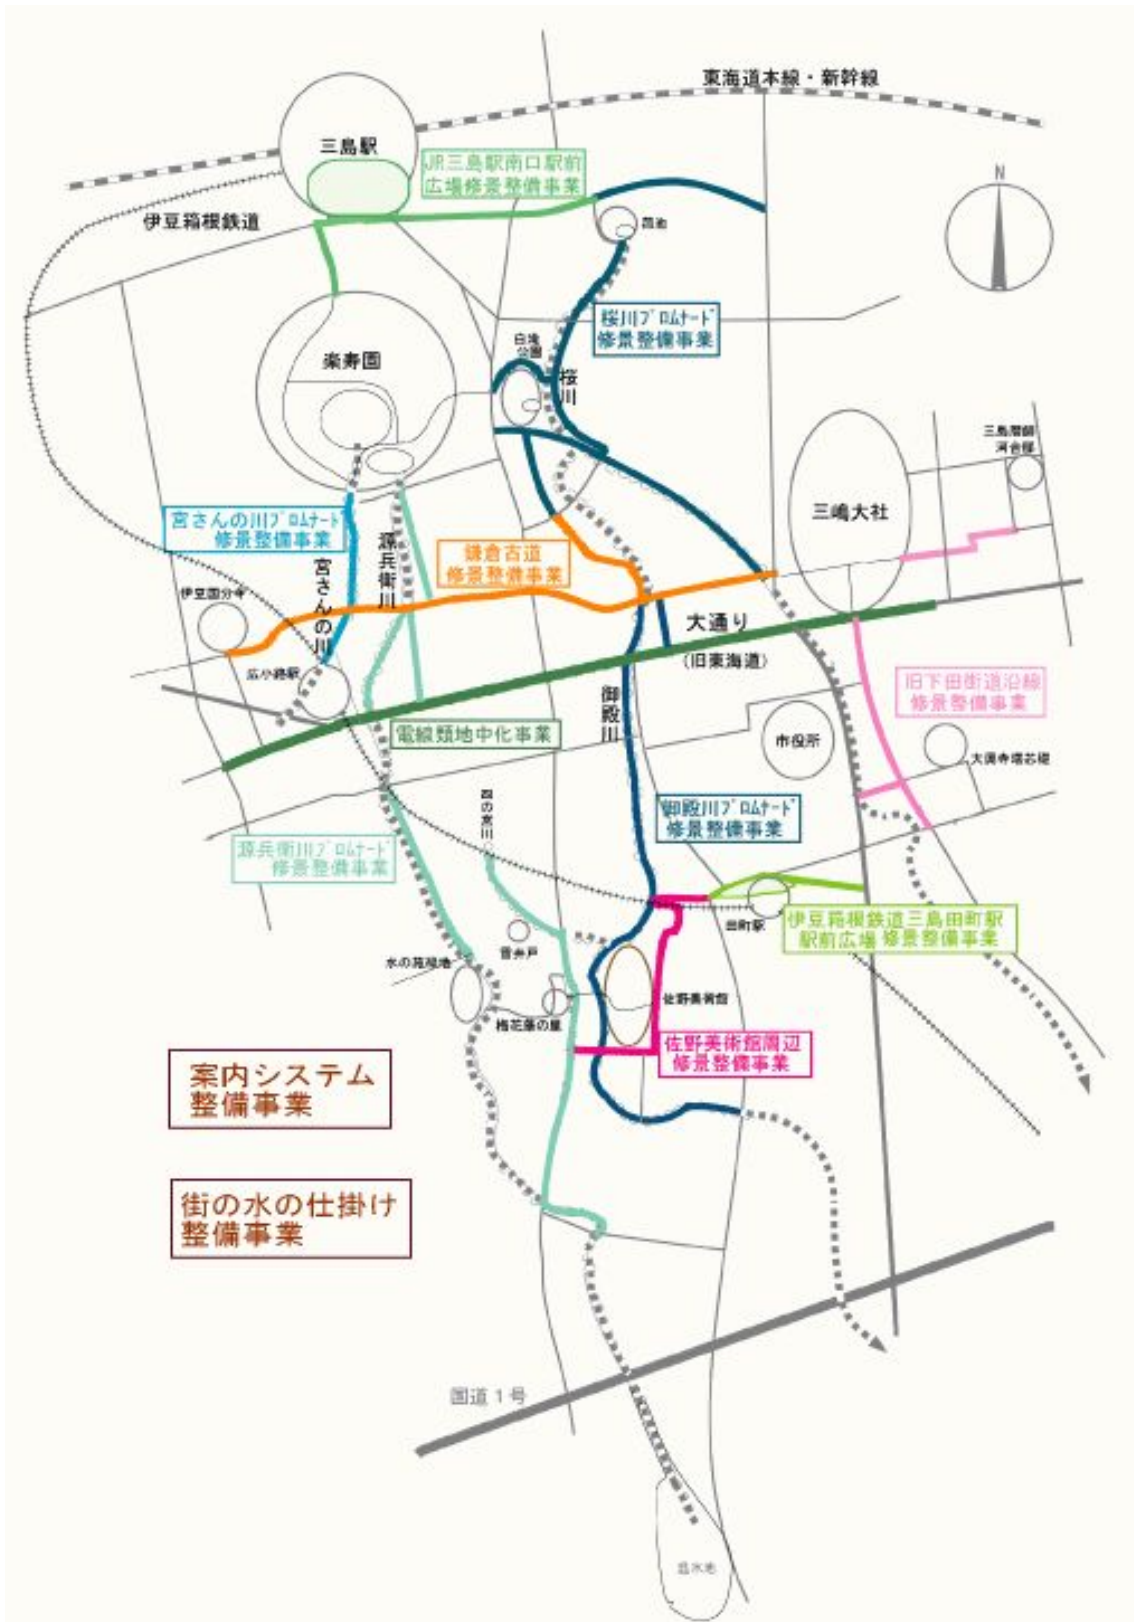 東海道本線・新幹線
三島駅
JR三島駅南口駅前
広場修景整備事業
N
伊豆箱根鉄道
菰池
桜川プロムナード
修景整備事業
白滝
公園
楽寿園
桜川
三島暦師
河合邸
三嶋大社
宮さんの川プロムナード
修景整備事業
源兵衛川
鎌倉古道
修景整備事業
宮さんの川
伊豆国分寺
大通り
(旧東海道)
広小路駅
旧下田街道沿線
修景整備事業
御殿川
電線類地中化事業
市役所
大興寺塔芯礎
四の宮川
御殿川プロムナード
修景整備事業
源兵衛川プロムナード
修景整備事業
田町駅
伊豆箱根鉄道三島田町駅
駅前広場 修景整備事業
雷井戸
水の苑緑地
佐野美術館
梅花藻の里
佐野美術館周辺
修景整備事業
案内システム
整備事業
街の水の仕掛け
整備事業
国道1号